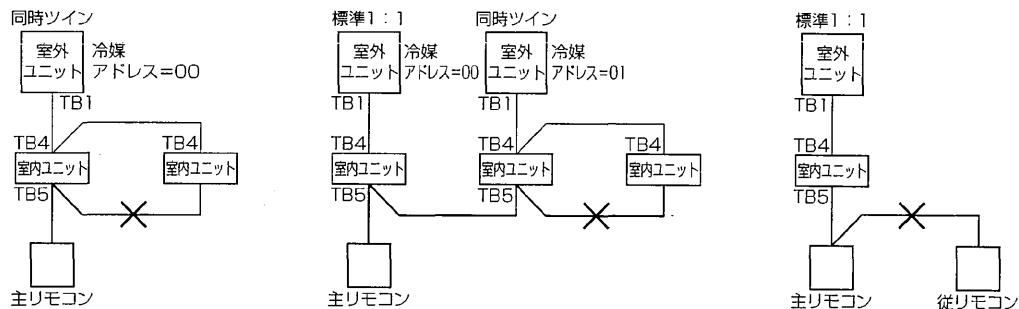 同時ツイン
室外
ユニット
冷媒
アドレス=00
TB1
TB4
TB4
室内ユニット
室内ユニット
TB5
主リモコン
標準1:1
同時ツイン
室外
ユニット
冷媒
アドレス=00
室外
ユニット
冷媒
アドレス=01
TB1
TB1
TB4
TB4
TB4
室内ユニット
室内ユニット
室内ユニット
TB5
TB5
主リモコン
標準1:1
室外
ユニット
TB1
TB4
室内ユニット
TB5
主リモコン
従リモコン